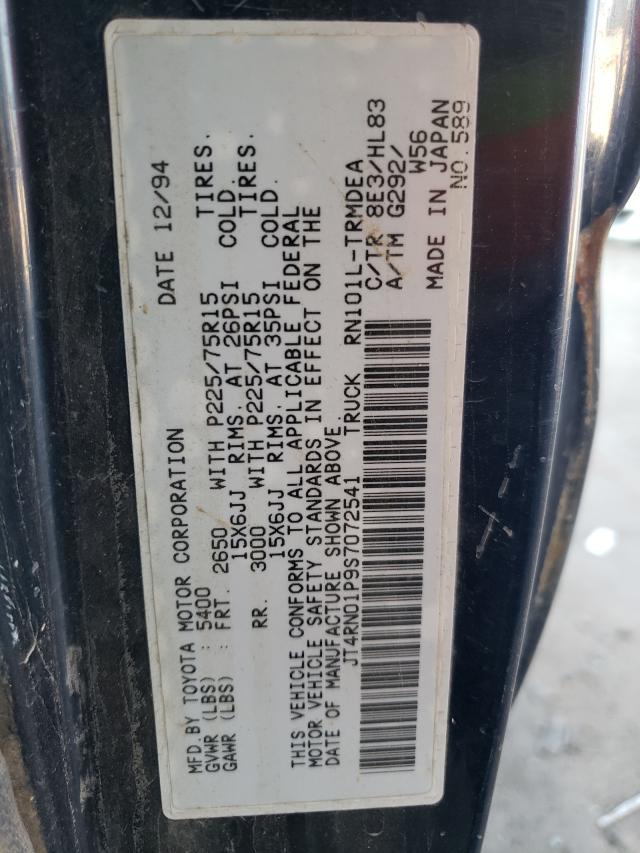 MFD.BY TOYOTA MOTOR CORPORATION DATE 12/94
GVWR (LBS) : 5400
GAWR (LBS) : FRT. 2650 WITH P225/75R15 TIRES.
15X6JJ RIMS, AT 26PSI COLD.
RR. 3000 WITH P225/75R15 TIRES.
15X6JJ RIMS, AT 35PSI COLD.
THIS VEHICLE CONFORMS TO ALL APPLICABLE FEDERAL
MOTOR VEHICLE SAFETY STANDARDS IN EFFECT ON THE
DATE OF MANUFACTURE SHOWN ABOVE.
JT4RN01P9S7072541 TRUCK RN101L-TRMDEA
C/TR 8E3/HL83
A/TM G292/
W56
MADE IN JAPAN
NO.589